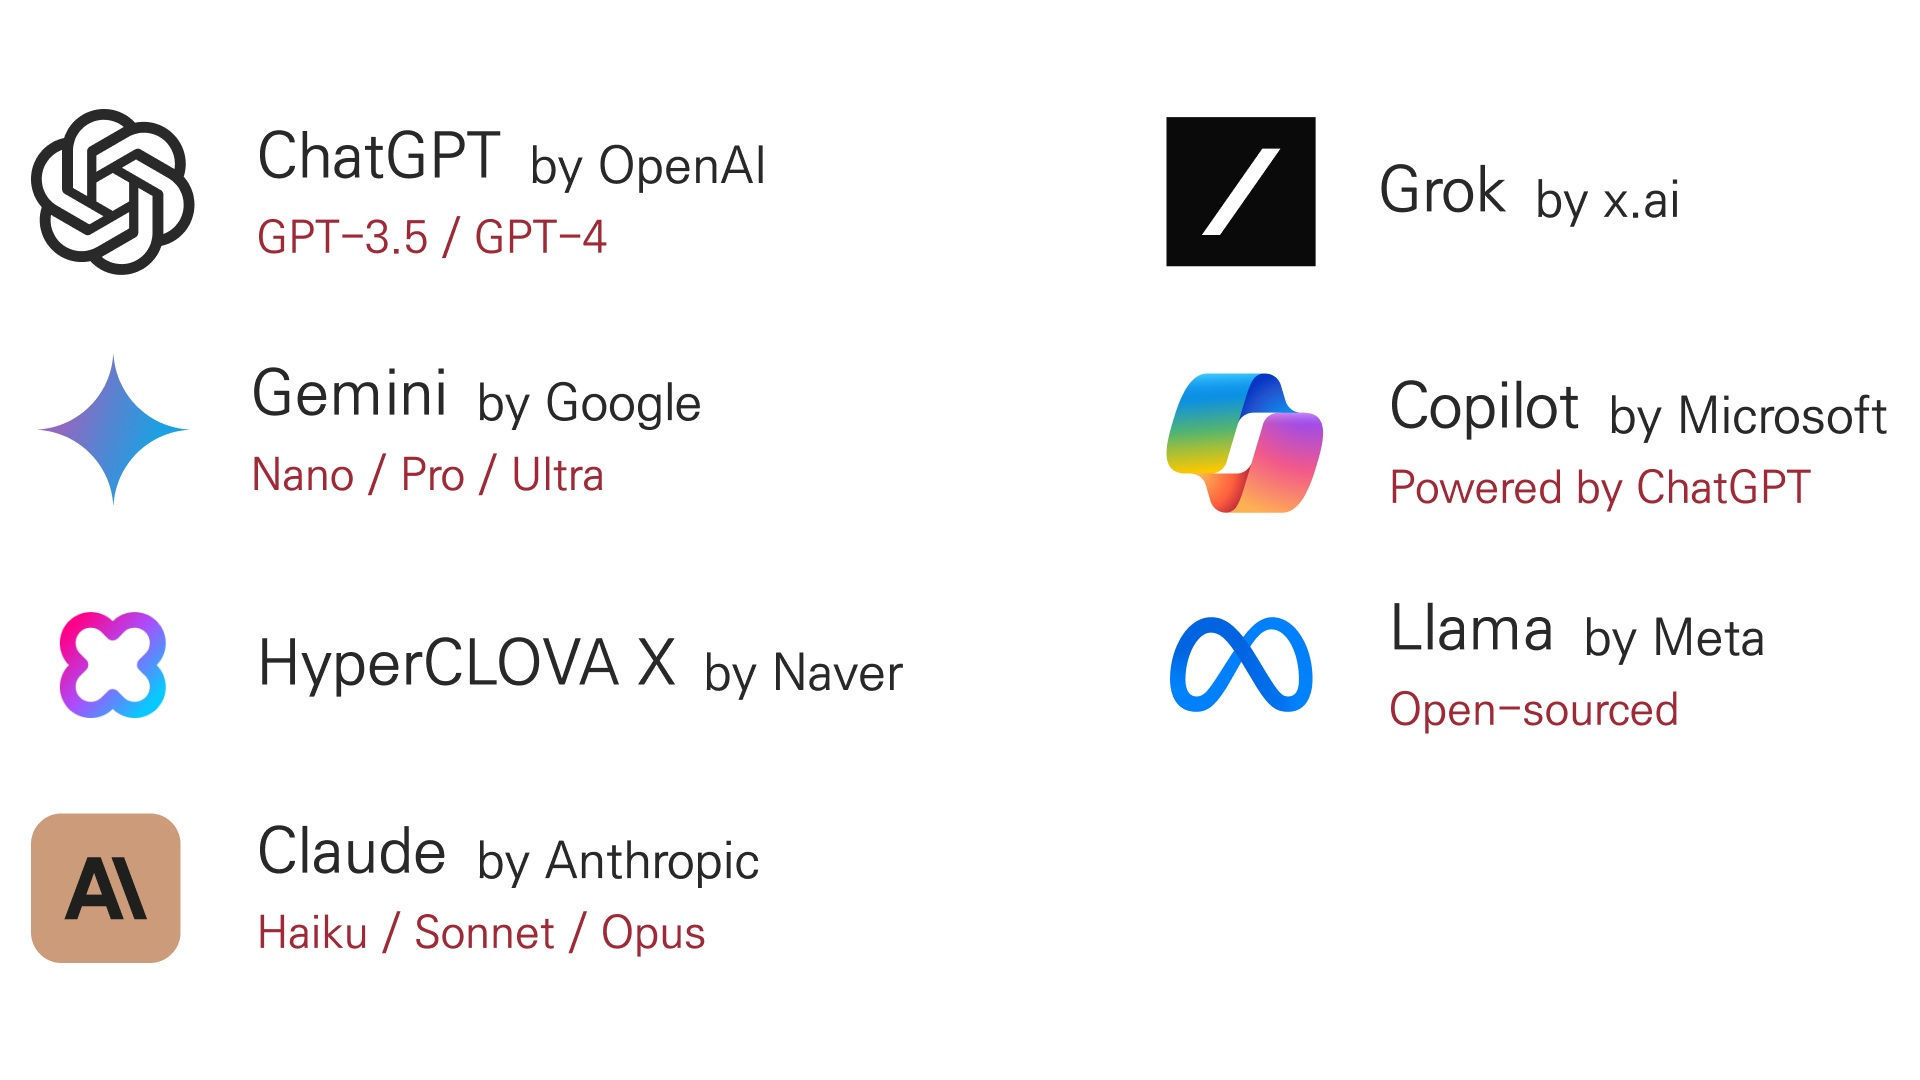 ChatGPT by OpenAI
GPT-3.5 / GPT-4
Gemini by Google
Nano / Pro / Ultra
HyperCLOVA X by Naver
Claude by Anthropic
Haiku / Sonnet / Opus
Grok by x.ai
Copilot by Microsoft
Powered by ChatGPT
Llama by Meta
Open-sourced